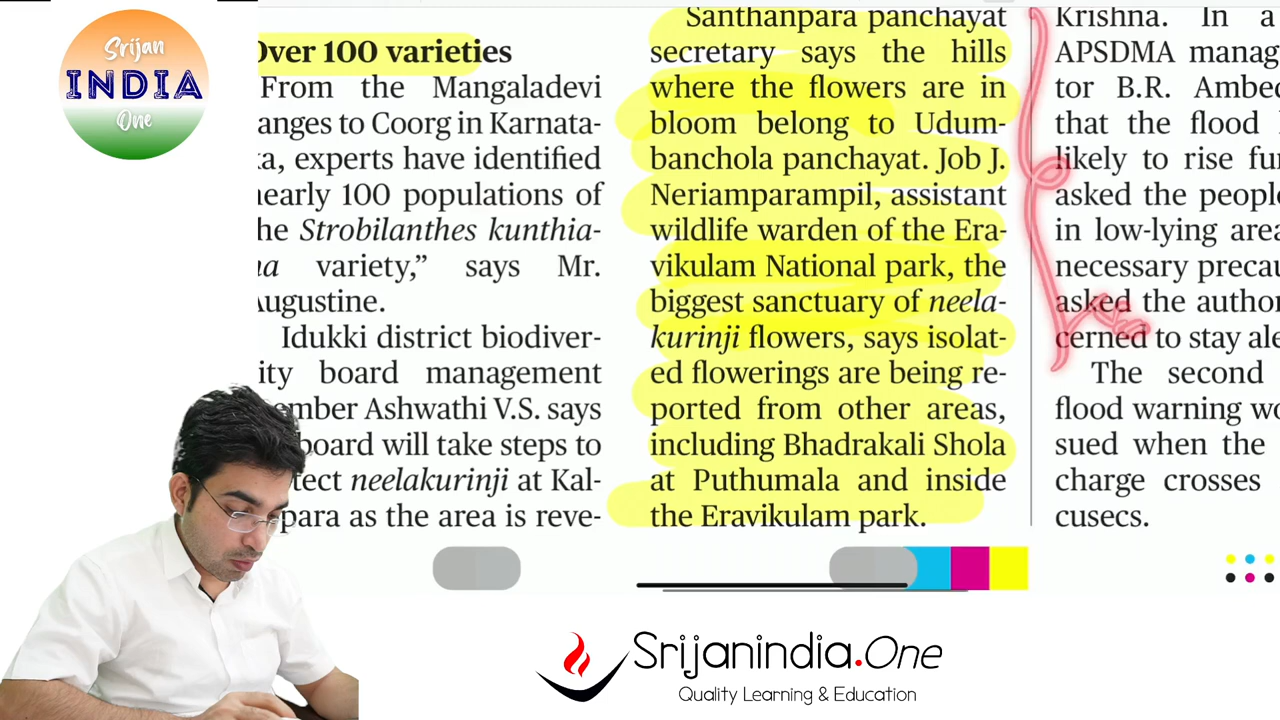 Srijan
INDIA
One
Over 100 varieties
From the Mangaladevi
anges to Coorg in Karnata-
a, experts have identified
nearly 100 populations of
he Strobilanthes kunthia-
na variety,” says Mr.
Augustine.
Idukki district biodiver-
ity board management
ember Ashwathi V.S. says
board will take steps to
tect neelakurinji at Kal-
para as the area is reve-
Santhanpara panchayat
secretary says the hills
where the flowers are in
bloom belong to Udum-
banchola panchayat. Job J.
Neriamparampil, assistant
wildlife warden of the Era-
vikulam National park, the
biggest sanctuary of neela-
kurinji flowers, says isolat-
ed flowerings are being re-
ported from other areas,
including Bhadrakali Shola
at Puthumala and inside
the Eravikulam park.
Krishna. In a
APSDMA manag
tor B.R. Ambed
that the flood
likely to rise fur
asked the people
in low-lying area
necessary precau
asked the author
cerned to stay ale
The second
flood warning wo
sued when the
charge crosses
cusecs.
Srijanindia.One
Quality Learning & Education